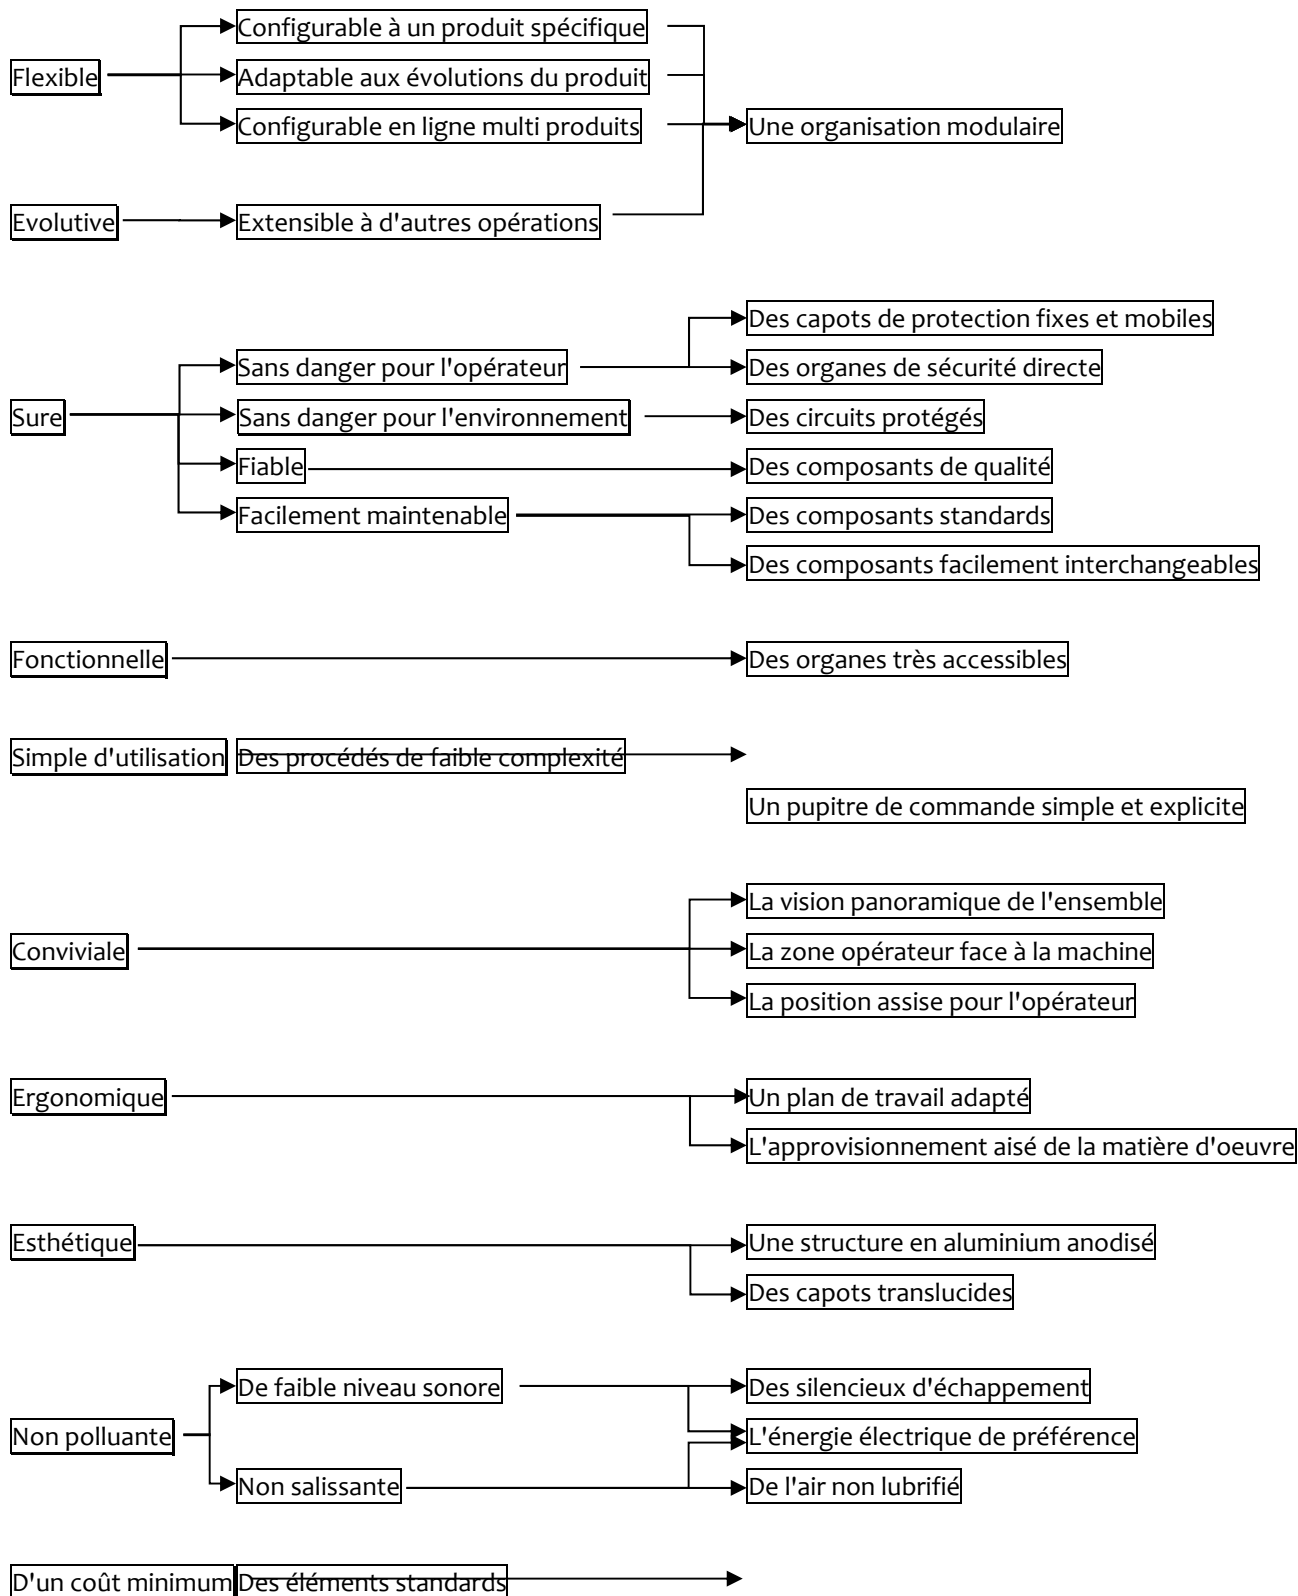 Configurable à un produit spécifique
Flexible Adaptable aux évolutions du produit
Configurable en ligne multi produits Une organisation modulaire
Evolutive Extensible à d'autres opérations
Des capots de protection fixes et mobiles
Sans danger pour l'opérateur Des organes de sécurité directe
Sure Sans danger pour l'environnement Des circuits protégés
Fiable Des composants de qualité
Facilement maintenable Des composants standards
Des composants facilement interchangeables
Fonctionnelle Des organes très accessibles
Simple d'utilisation Des procédés de faible complexité
Un pupitre de commande simple et explicite
La vision panoramique de l'ensemble
Conviviale La zone opérateur face à la machine
La position assise pour l'opérateur
Ergonomique Un plan de travail adapté
L'approvisionnement aisé de la matière d'oeuvre
Esthétique Une structure en aluminium anodisé
Des capots translucides
De faible niveau sonore Des silencieux d'échappement
Non polluante L'énergie électrique de préférence
Non salissante De l'air non lubrifié
D'un coût minimum Des éléments standards